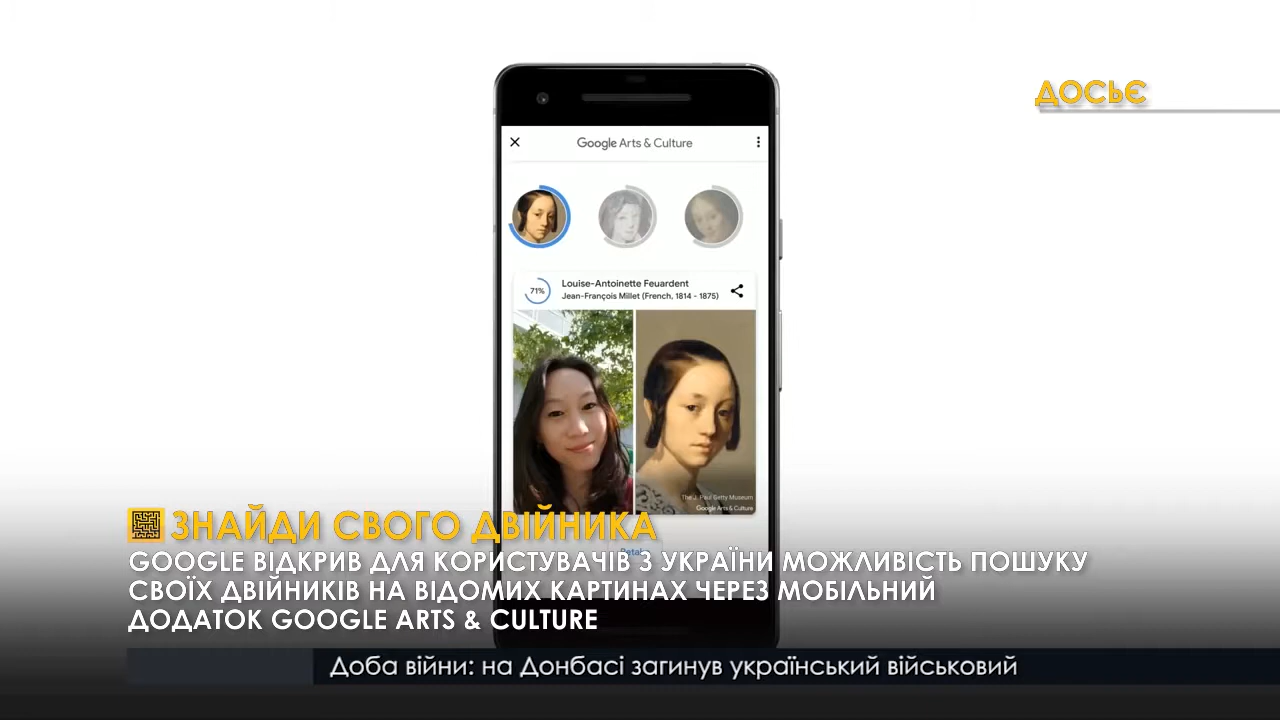 ДОСЬЄ
Google Arts & Culture
71%
Louise-Antoinette Feuardent
Jean-François Millet (French, 1814 - 1875)
The J. Paul Getty Museum
Google Arts & Culture
ЗНАЙДИ СВОГО ДВІЙНИКА
GOOGLE ВІДКРИВ ДЛЯ КОРИСТУВАЧІВ З УКРАЇНИ МОЖЛИВІСТЬ ПОШУКУ
СВОЇХ ДВІЙНИКІВ НА ВІДОМИХ КАРТИНАХ ЧЕРЕЗ МОБІЛЬНИЙ
ДОДАТОК GOOGLE ARTS & CULTURE
Доба війни: на Донбасі загинув український військовий